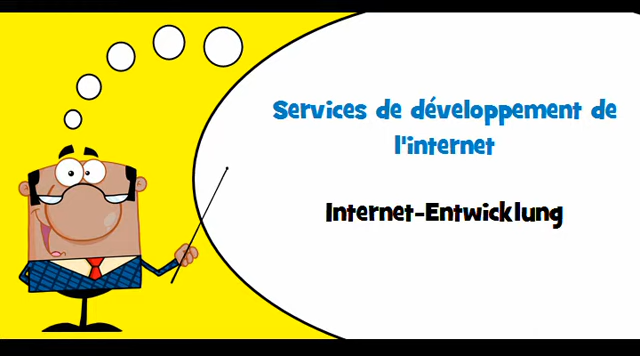 Services de développement de
l'internet
Internet-Entwicklung